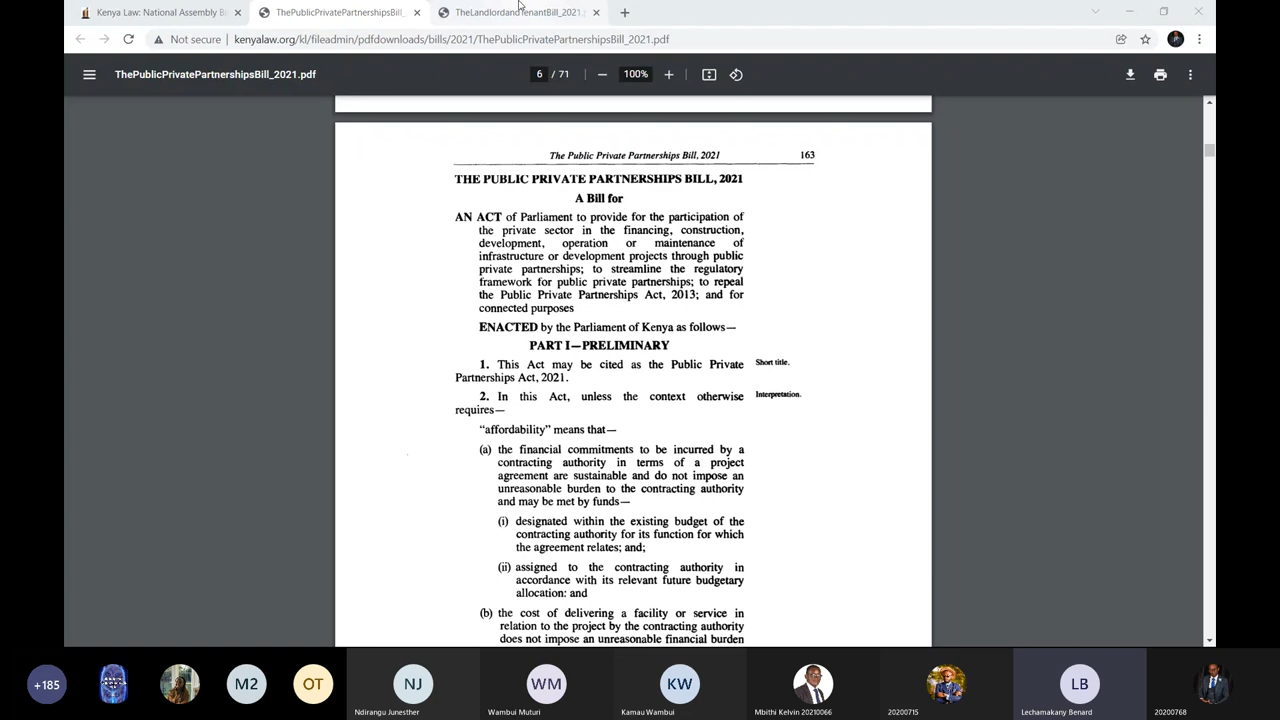 Kenya Law: National Assembly Bi
ThePublicPrivatePartnershipsBill_
TheLandlordandTenantBill_2021.
Not secure
kenyalaw.org/kl/fileadmin/pdfdownloads/bills/2021/ThePublicPrivatePartnershipsBill_2021.pdf
ThePublicPrivatePartnershipsBill_2021.pdf
6 / 71
100%
The Public Private Partnerships Bill, 2021
163
THE PUBLIC PRIVATE PARTNERSHIPS BILL, 2021
A Bill for
AN ACT of Parliament to provide for the participation of
the private sector in the financing, construction,
development, operation or maintenance of
infrastructure or development projects through public
private partnerships; to streamline the regulatory
framework for public private partnerships; to repeal
the Public Private Partnerships Act, 2013; and for
connected purposes
ENACTED by the Parliament of Kenya as follows—
PART I—PRELIMINARY
1. This Act may be cited as the Public Private
Partnerships Act, 2021.
Short title.
2. In this Act, unless the context otherwise
requires—
Interpretation.
“affordability” means that—
(a) the financial commitments to be incurred by a
contracting authority in terms of a project
agreement are sustainable and do not impose an
unreasonable burden to the contracting authority
and may be met by funds—
(i) designated within the existing budget of the
contracting authority for its function for which
the agreement relates; and;
(ii) assigned to the contracting authority in
accordance with its relevant future budgetary
allocation: and
(b) the cost of delivering a facility or service in
relation to the project by the contracting authority
does not impose an unreasonable financial burden
+185
M2
OT
NJ
Ndirangu Junesther
WM
Wambui Muturi
KW
Kamau Wambui
Mbithi Kelvin 20210066
20200715
LB
Lechamakany Benard
20200768